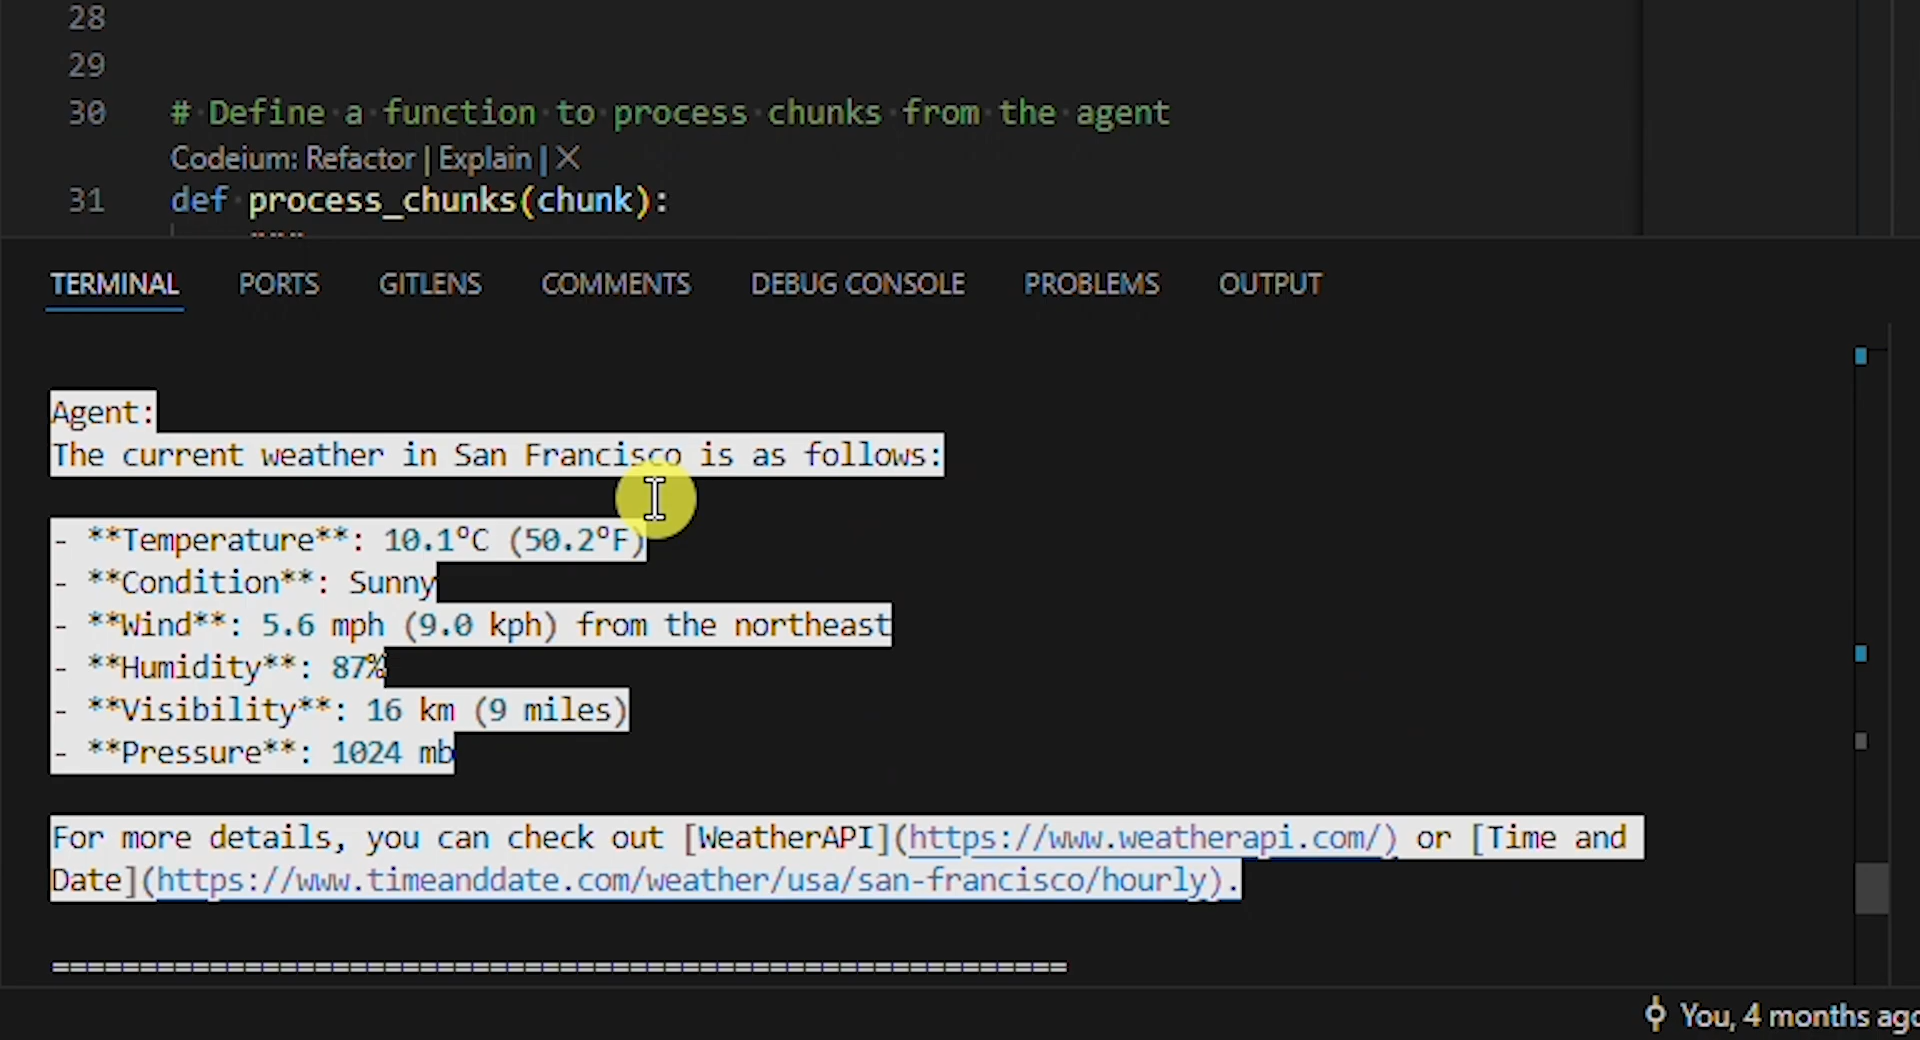 28
29
30 # Define a function to process chunks from the agent
Codeium: Refactor | Explain | X
31 def process_chunks(chunk):
"""
TERMINAL PORTS GITLENS COMMENTS DEBUG CONSOLE PROBLEMS OUTPUT
Agent:
The current weather in San Francisco is as follows:
- **Temperature**: 10.1°C (50.2°F)
- **Condition**: Sunny
- **Wind**: 5.6 mph (9.0 kph) from the northeast
- **Humidity**: 87%
- **Visibility**: 16 km (9 miles)
- **Pressure**: 1024 mb
For more details, you can check out [WeatherAPI](https://www.weatherapi.com/) or [Time and
Date](https://www.timeanddate.com/weather/usa/san-francisco/hourly).
==========================================================
You, 4 months ago